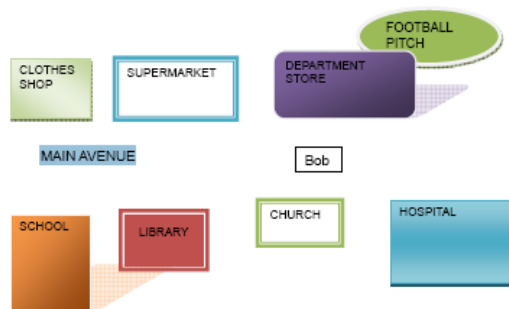 FOOTBALL
PITCH
CLOTHES
SHOP
SUPERMARKET
DEPARTMENT
STORE
MAIN AVENUE
Bob
SCHOOL
LIBRARY
CHURCH
HOSPITAL